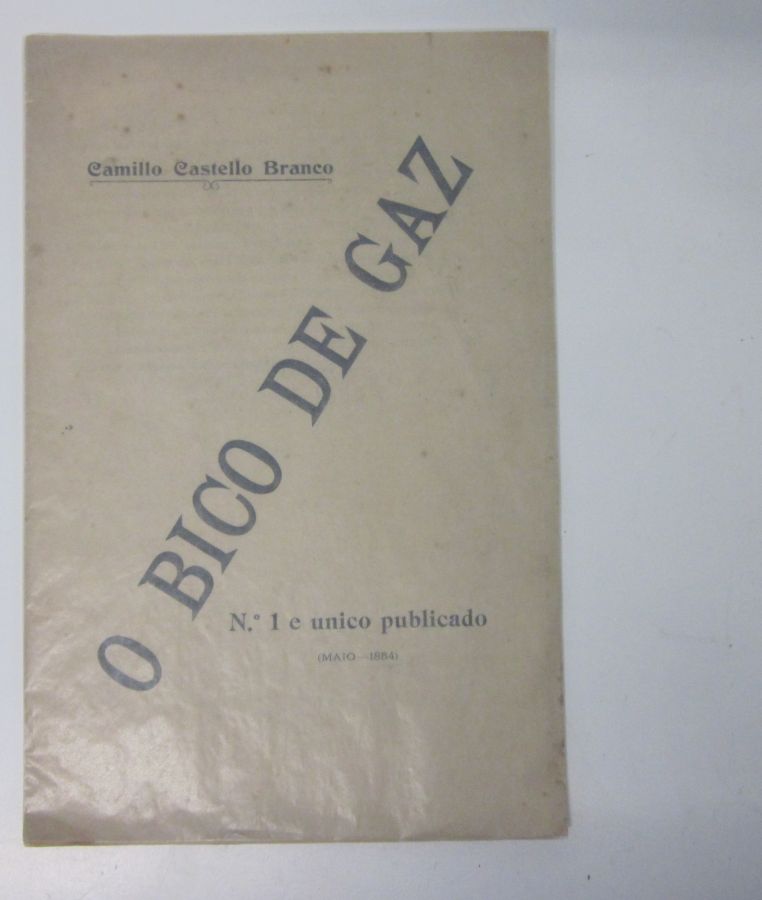 Camillo Castello Branco
O BICO DE GAZ
N.º 1 e unico publicado
(MAIO—1884)